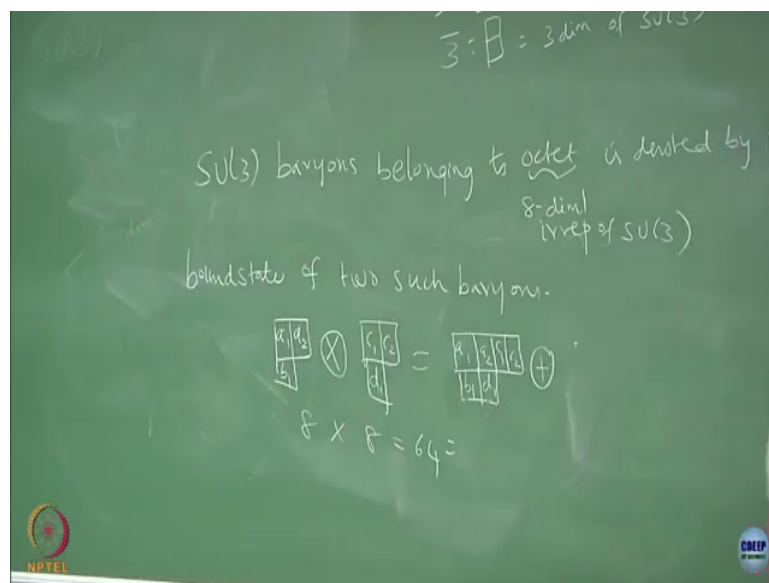 3̄ : = 3 dim of SU(3)
SU(3) baryons belonging to octet is denoted by
8-diml
irrep of SU(3)
boundstate of two such baryons.
a₁ a₂ ⊗ c₁ c₂ = a₁ a₂ c₁ c₂ ⊕
b₁ d₁ b₁ d₁
8 × 8 = 64 =
NPTEL
CDEEP